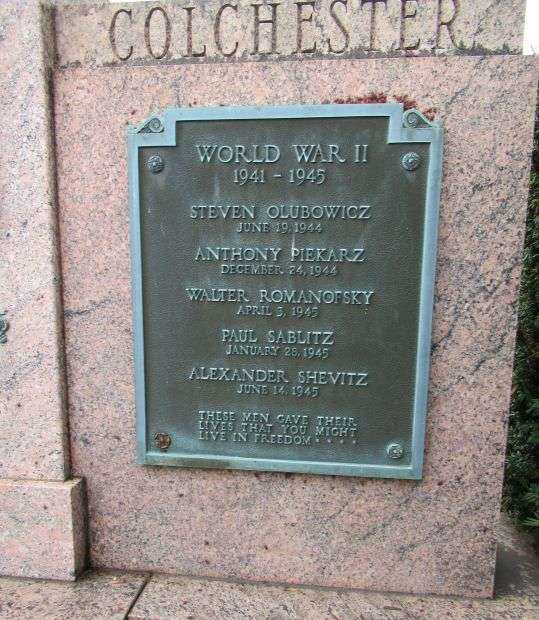 COLCHESTER
WORLD WAR II
1941 - 1945
STEVEN OLUBOWICZ
JUNE 19, 1944
ANTHONY PIEKARZ
DECEMBER 24, 1944
WALTER ROMANOFSKY
APRIL 3, 1945
PAUL SABLITZ
JANUARY 28, 1945
ALEXANDER SHEVITZ
JUNE 14, 1945
THESE MEN GAVE THEIR
LIVES THAT YOU MIGHT
LIVE IN FREEDOM * * * *